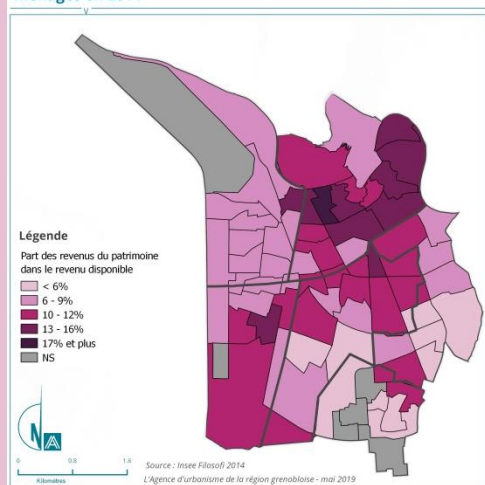 Légende
Part des revenus du patrimoine
dans le revenu disponible
< 6%
6 - 9%
10 - 12%
13 - 16%
17% et plus
NS
N
0 0.8 1.6
Kilomètres
Source : Insee Filosofi 2014
L'Agence d'urbanisme de la région grenobloise - mai 2019